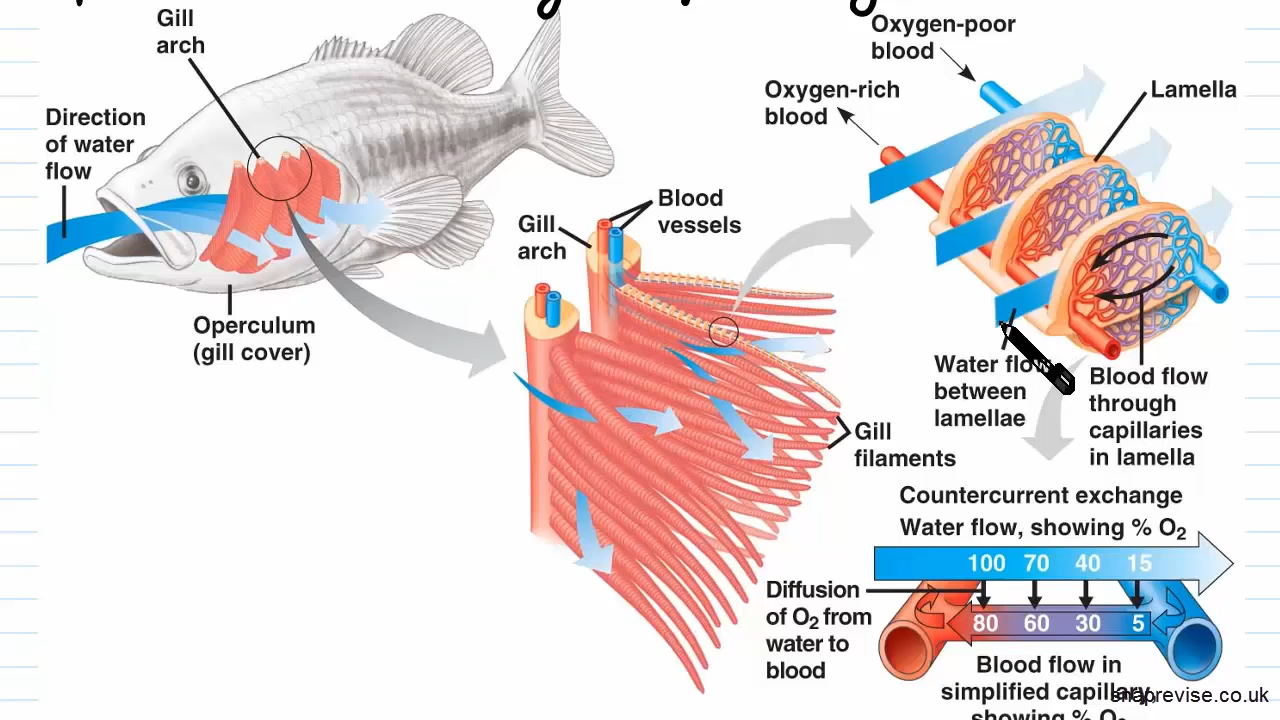 Gill
arch
Direction
of water
flow
Operculum
(gill cover)
Gill
arch
Blood
vessels
Gill
filaments
Oxygen-poor
blood
Oxygen-rich
blood
Lamella
Water flow
between
lamellae
Blood flow
through
capillaries
in lamella
Countercurrent exchange
Water flow, showing % O2
100 70 40 15
Diffusion
of O2 from
water to
blood
80 60 30 5
Blood flow in
simplified capillary,
showing % O2
snaprevise.co.uk